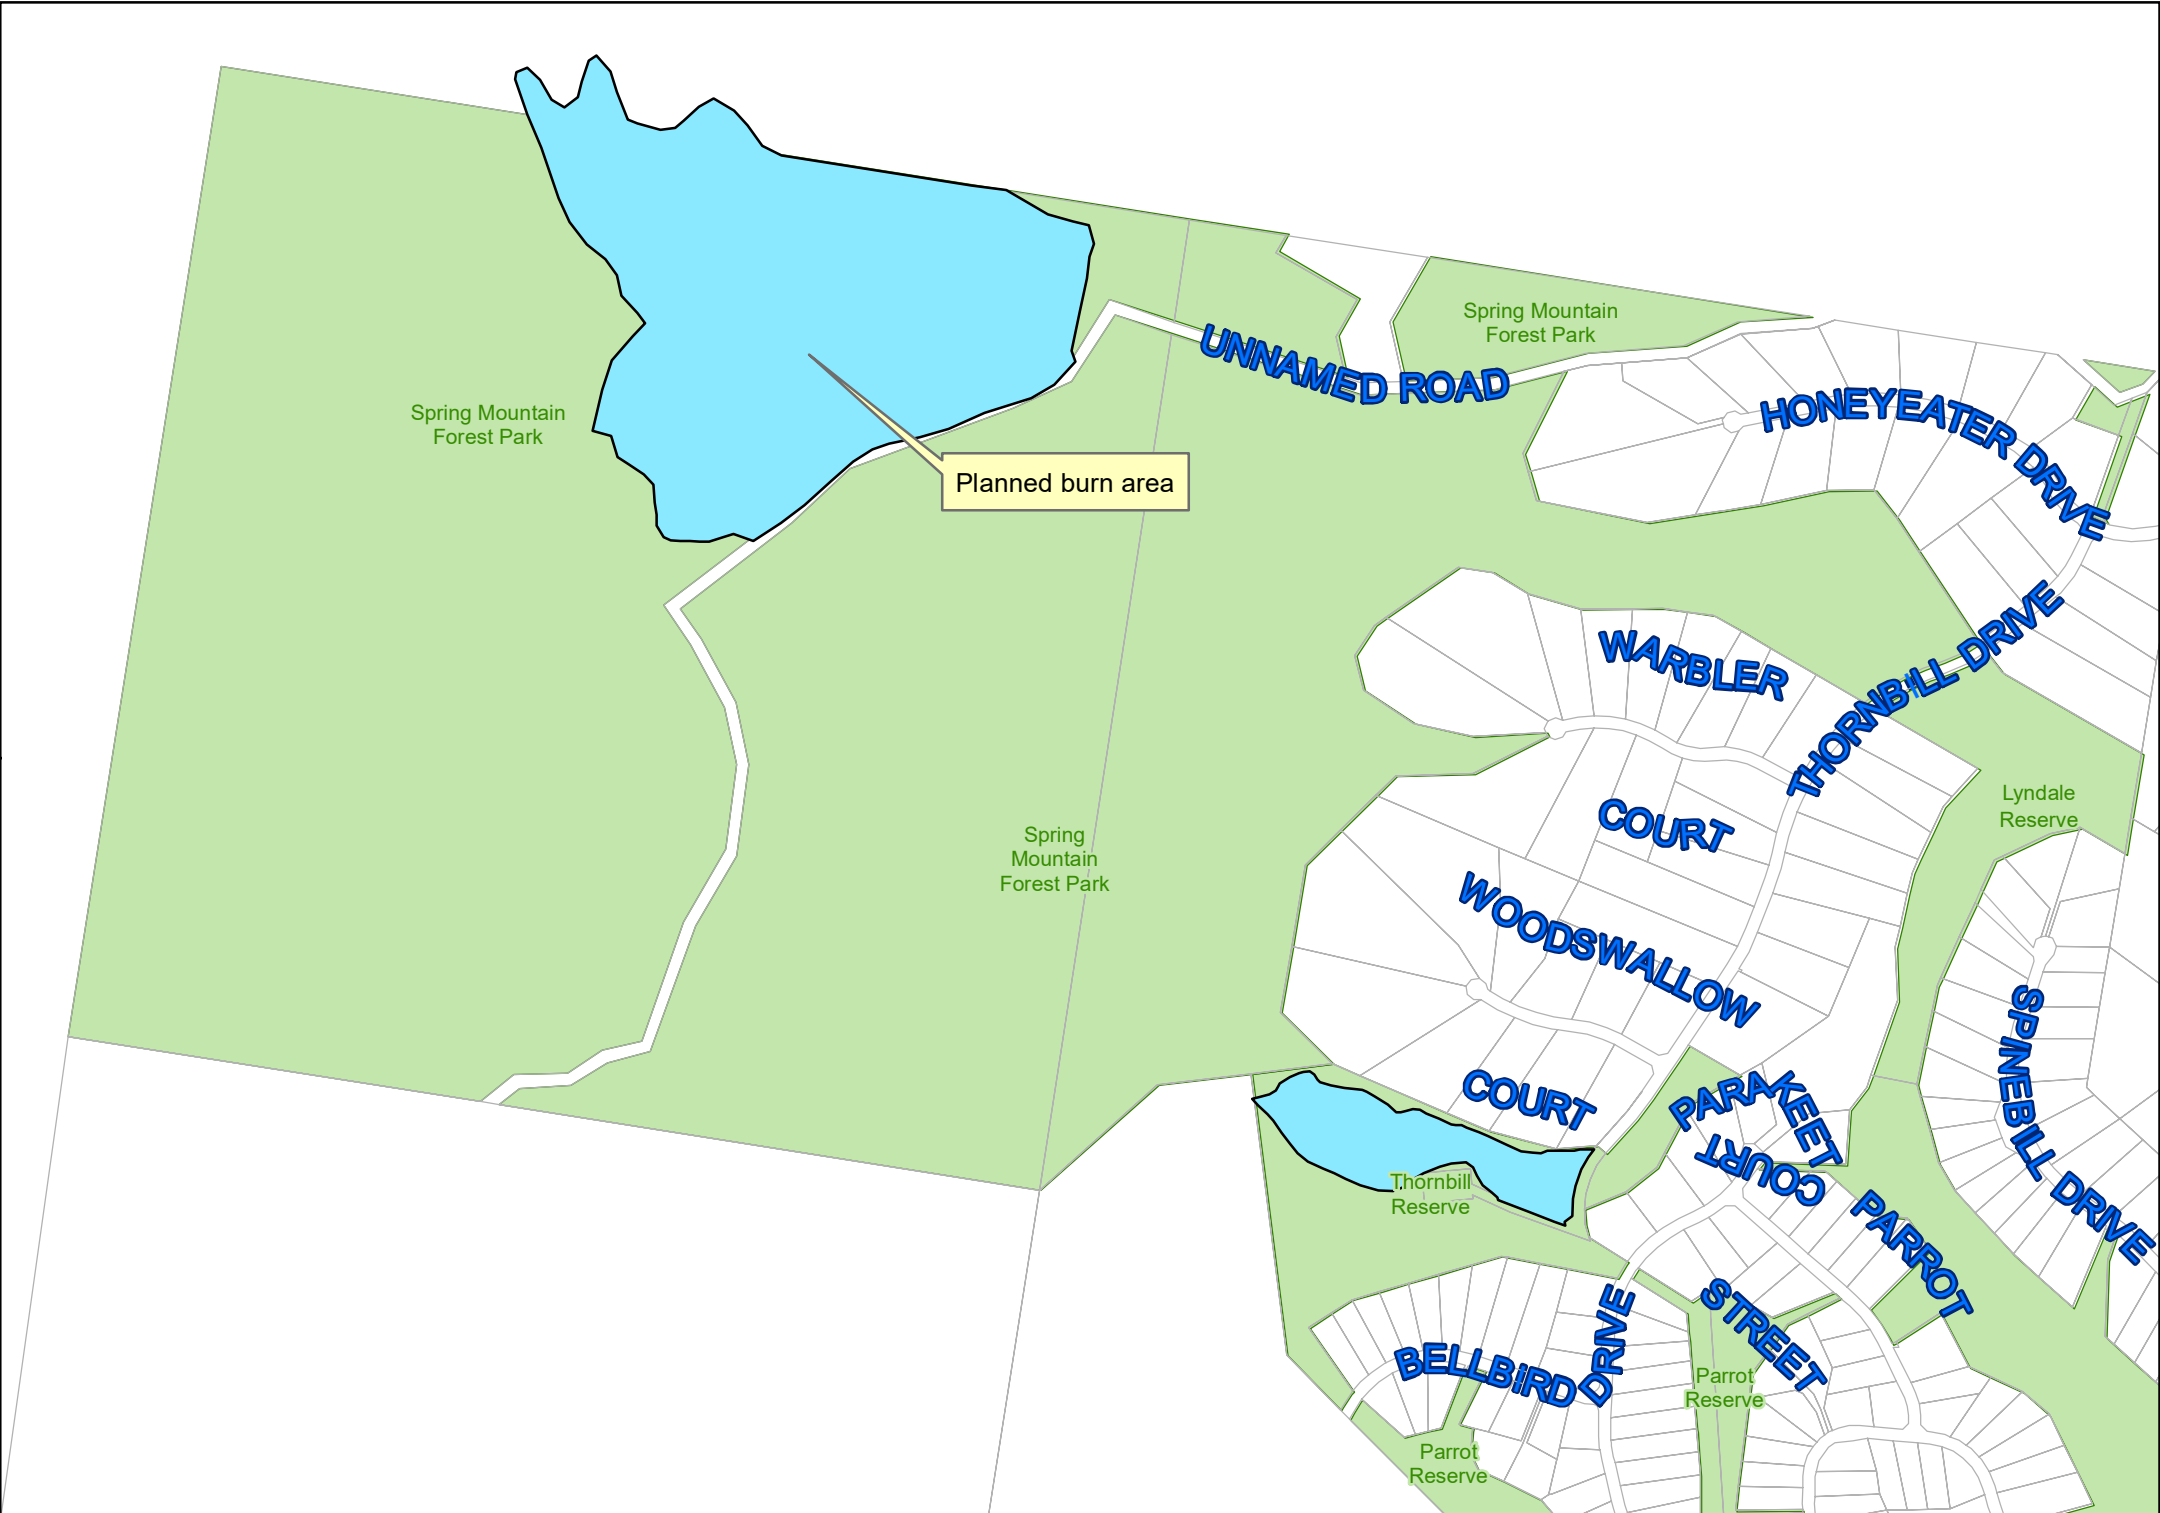 Spring Mountain
Forest Park
UNNAMED ROAD
HONEYEATER DRIVE
Spring Mountain
Forest Park
Planned burn area
THORNBILL DRIVE
WARBLER
COURT
Lyndale
Reserve
Spring
Mountain
Forest Park
WOODSWALLOW
COURT
SPINEBILL DRIVE
PARAKEET
COURT
Thornbill
Reserve
PARROT
STREET
BELLBIRD DRIVE
Parrot
Reserve
Parrot
Reserve